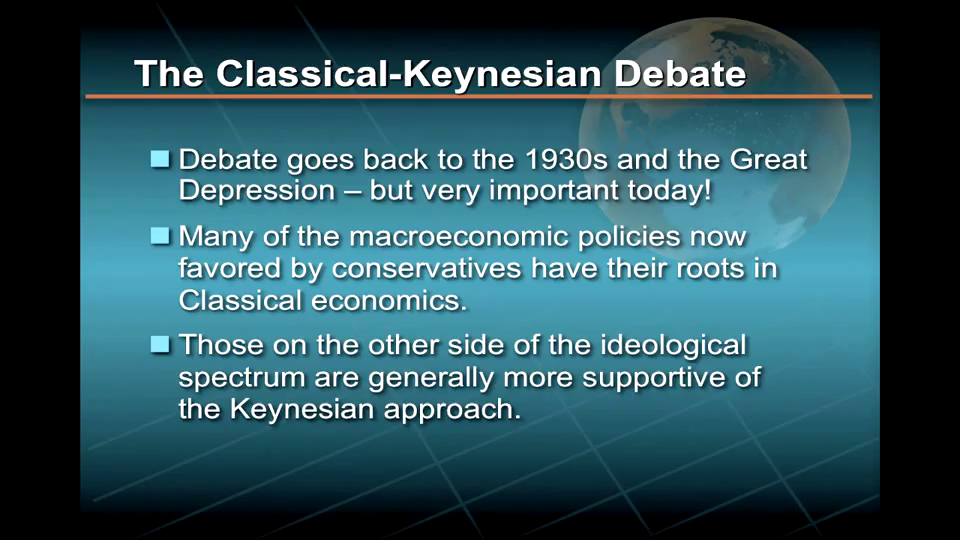 The Classical-Keynesian Debate
Debate goes back to the 1930s and the Great
Depression – but very important today!
Many of the macroeconomic policies now
favored by conservatives have their roots in
Classical economics.
Those on the other side of the ideological
spectrum are generally more supportive of
the Keynesian approach.